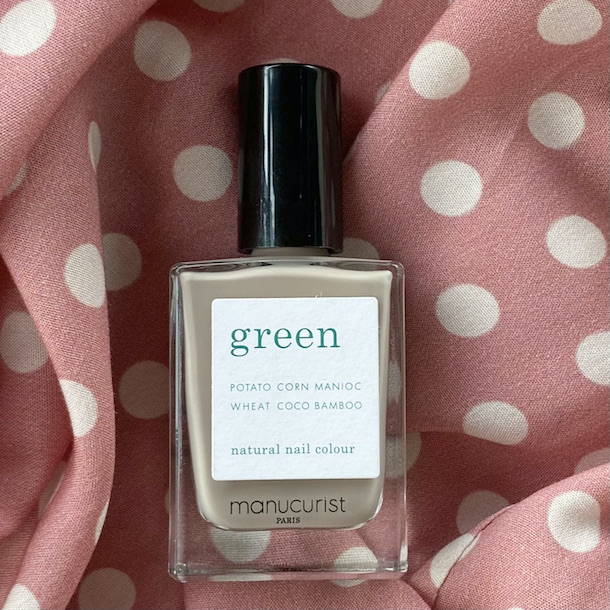 green
POTATO CORN MANIOC
WHEAT COCO BAMBOO
natural nail colour
manucurist
PARIS